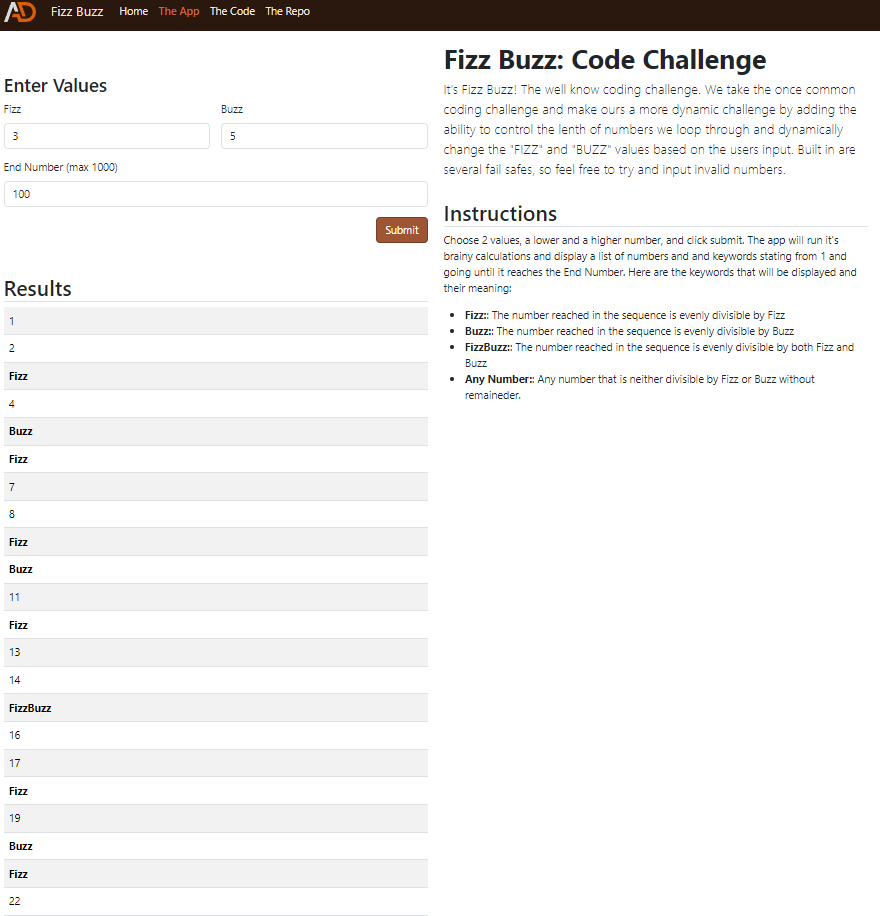 AD Fizz Buzz Home The App The Code The Repo
Enter Values
Fizz Buzz
3 5
End Number (max 1000)
100
Submit
Results
1
2
Fizz
4
Buzz
Fizz
7
8
Fizz
Buzz
11
Fizz
13
14
FizzBuzz
16
17
Fizz
19
Buzz
Fizz
22
Fizz Buzz: Code Challenge
It's Fizz Buzz! The well know coding challenge. We take the once common
coding challenge and make ours a more dynamic challenge by adding the
ability to control the lenth of numbers we loop through and dynamically
change the "FIZZ" and "BUZZ" values based on the users input. Built in are
several fail safes, so feel free to try and input invalid numbers.
Instructions
Choose 2 values, a lower and a higher number, and click submit. The app will run it's
brainy calculations and display a list of numbers and and keywords stating from 1 and
going until it reaches the End Number. Here are the keywords that will be displayed and
their meaning:
• Fizz:: The number reached in the sequence is evenly divisible by Fizz
• Buzz:: The number reached in the sequence is evenly divisible by Buzz
• FizzBuzz:: The number reached in the sequence is evenly divisible by both Fizz and
Buzz
• Any Number:: Any number that is neither divisible by Fizz or Buzz without
remaineder.